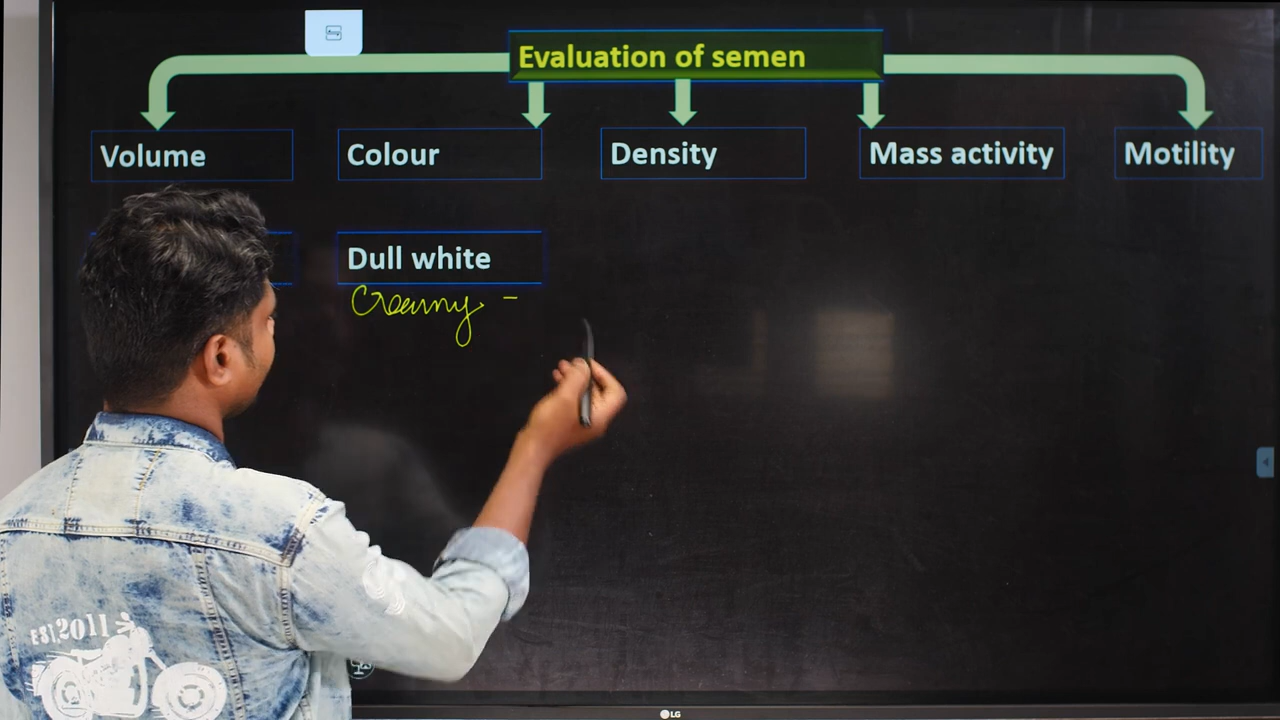 Evaluation of semen
Volume
Colour
Density
Mass activity
Motility
Dull white
Creamy -
EST 2011
LG